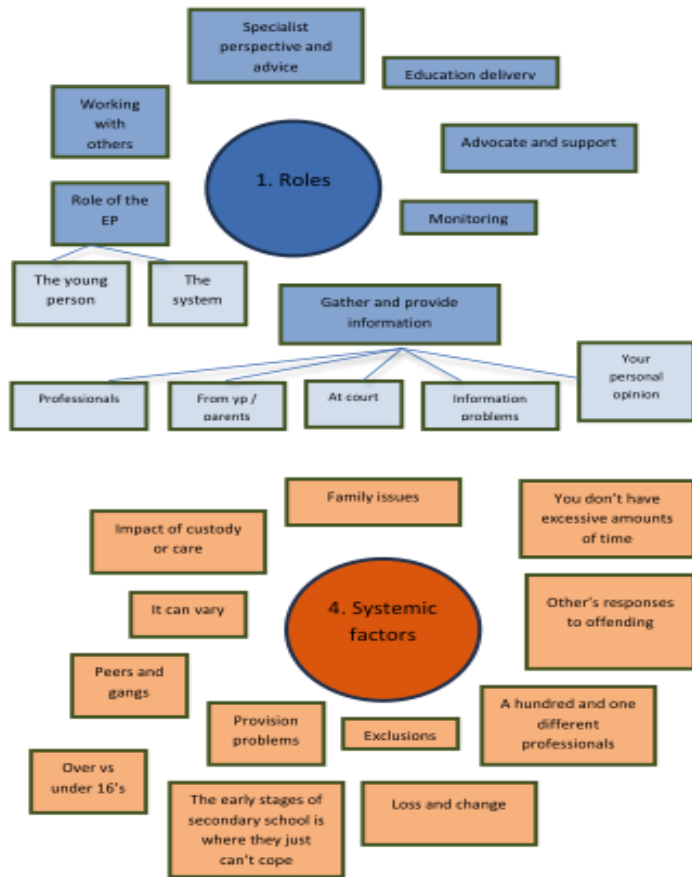 Specialist
perspective and
advice
Education delivery
Working
with
others
1. Roles
Advocate and support
Role of the
EP
Monitoring
The young
person
The
system
Gather and provide
information
Your
personal
opinion
Professionals
From yp /
parents
At court
Information
problems
Family issues
You don't have
excessive amounts
of time
Impact of custody
or care
4. Systemic
factors
Other's responses
to offending
It can vary
Peers and
gangs
A hundred and one
different
professionals
Provision
problems
Exclusions
Over vs
under 16's
The early stages of
secondary school is
where they just
can't cope
Loss and change